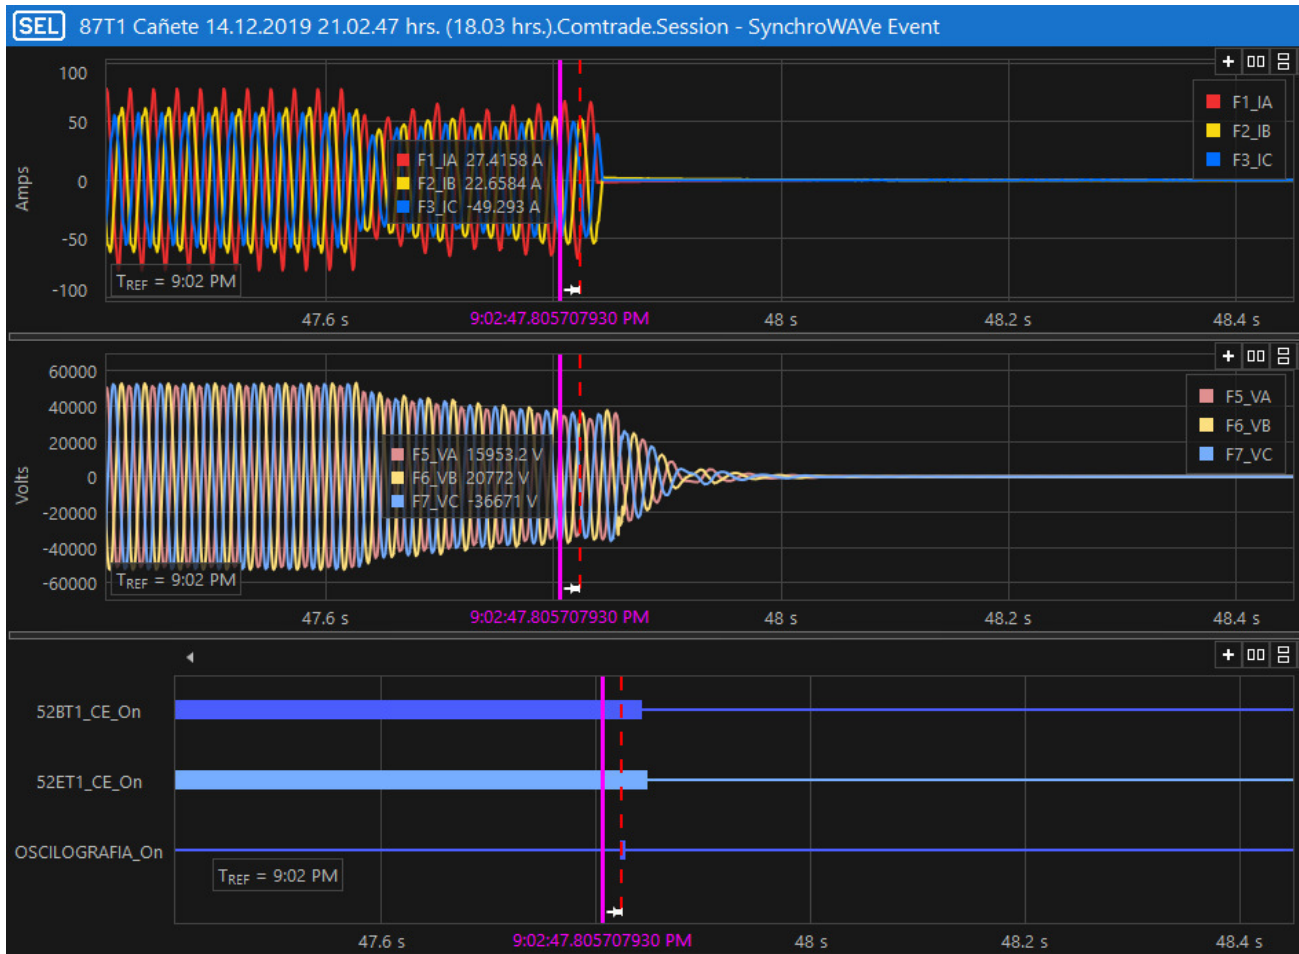 SEL 87T1 Cañete 14.12.2019 21.02.47 hrs. (18.03 hrs.).Comtrade.Session - SynchroWAVe Event
100
50
0
-50
-100
Amps
F1_IA
F2_IB
F3_IC
F1_IA 27.4158 A
F2_IB 22.6584 A
F3_IC -49.293 A
TREF = 9:02 PM
47.6 s
9:02:47.805707930 PM
48 s
48.2 s
48.4 s
60000
40000
20000
0
-20000
-40000
-60000
Volts
F5_VA
F6_VB
F7_VC
F5_VA 15953.2 V
F6_VB 20772 V
F7_VC -36671 V
TREF = 9:02 PM
47.6 s
9:02:47.805707930 PM
48 s
48.2 s
48.4 s
52BT1_CE_On
52ET1_CE_On
OSCILOGRAFIA_On
TREF = 9:02 PM
47.6 s
9:02:47.805707930 PM
48 s
48.2 s
48.4 s